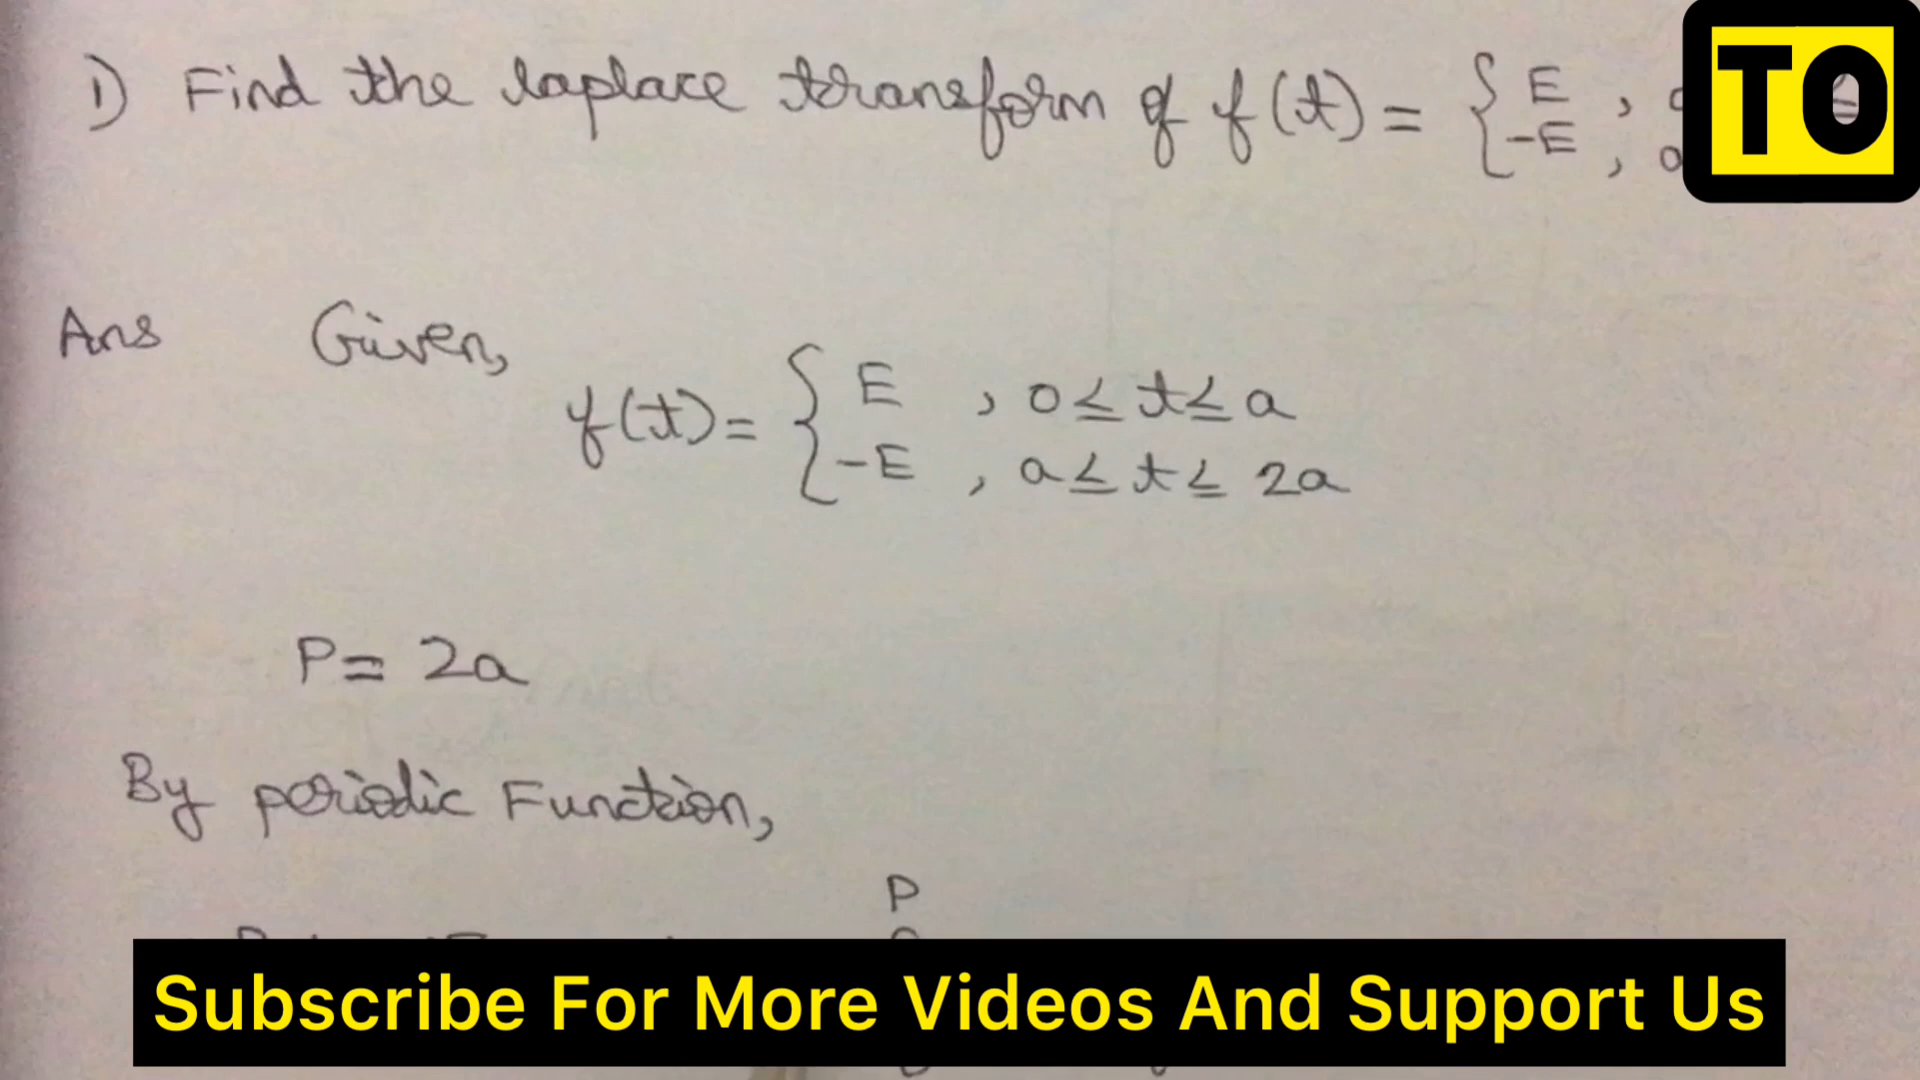 1) Find the laplace transform of f(t) = { E ,
-E ,
TO
Ans Given,
f(t) = { E , 0 ≤ t ≤ a
-E , a ≤ t ≤ 2a
P = 2a
By periodic Function,
P
Subscribe For More Videos And Support Us